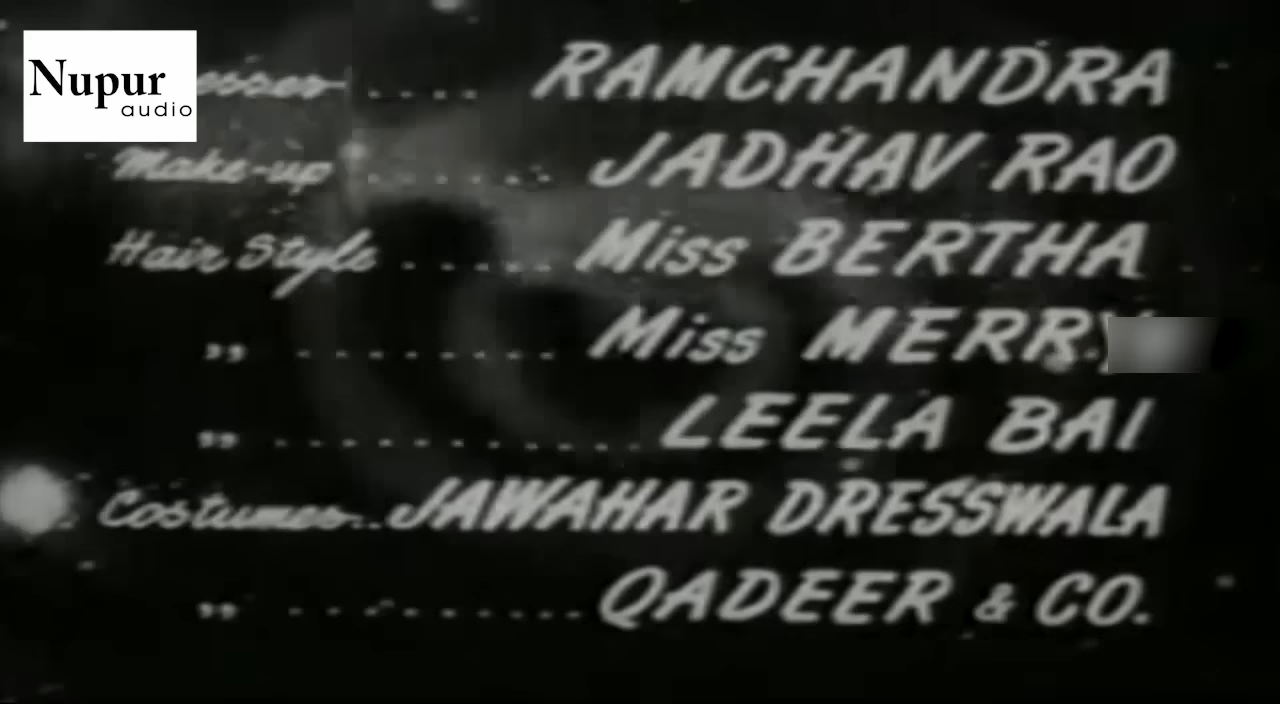 Nupur
audio
.... RAMCHANDRA
Make-up ....... JADHAV RAO
Hair Style ...... Miss BERTHA
" ......... Miss MERRY
" ............ LEELA BAI
Costumes.. JAWAHAR DRESSWALA
" .......... QADEER & CO.